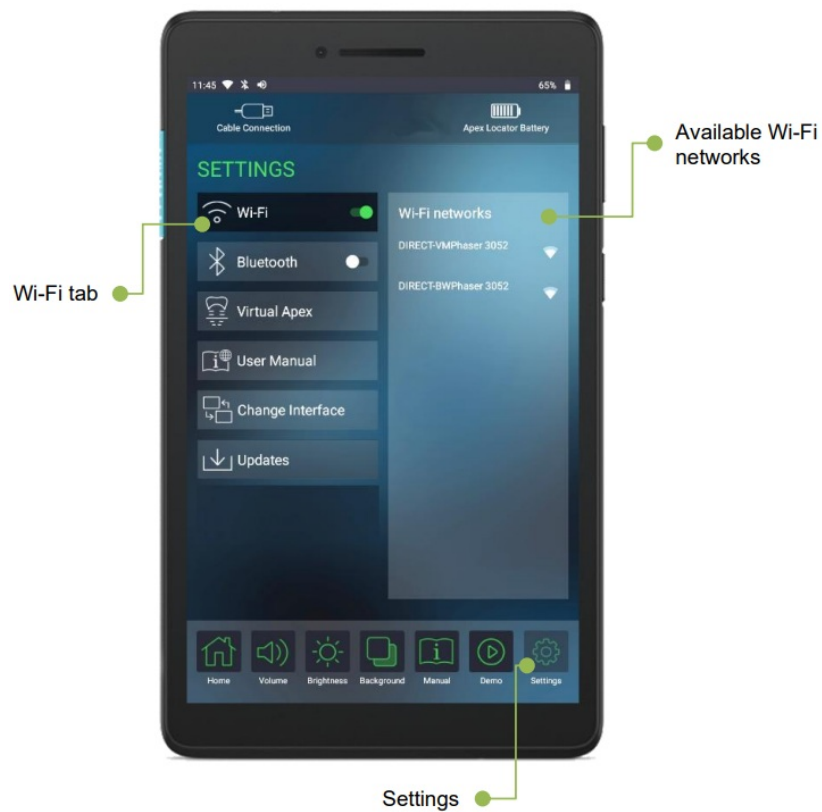 11:45
65%
Cable Connection
Apex Locator Battery
Available Wi-Fi
networks
SETTINGS
Wi-Fi
Wi-Fi networks
Bluetooth
DIRECT-VMPhaser 3052
Wi-Fi tab
DIRECT-BWPhaser 3052
Virtual Apex
User Manual
Change Interface
Updates
Home
Volume
Brightness
Background
Manual
Demo
Settings
Settings